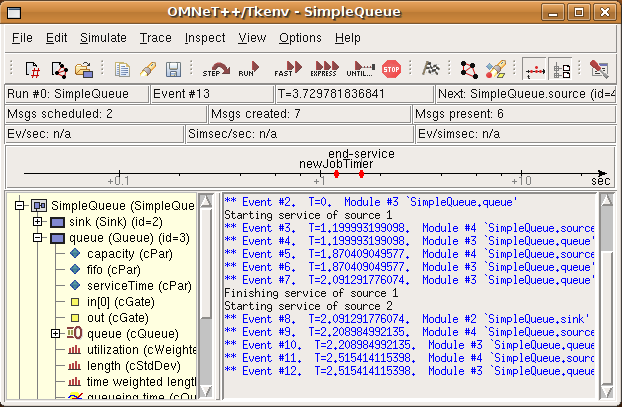 OMNeT++/Tkenv - SimpleQueue
File Edit Simulate Trace Inspect View Options Help
STEP RUN FAST EXPRESS UNTIL... STOP
Run #0: SimpleQueue Event #13 T=3.729781836841 Next: SimpleQueue.source (id=4
Msgs scheduled: 2 Msgs created: 7 Msgs present: 6
Ev/sec: n/a Simsec/sec: n/a Ev/simsec: n/a
end-service
newJobTimer
+0.1 +1 +10 sec
SimpleQueue (SimpleQue
sink (Sink) (id=2)
queue (Queue) (id=3)
capacity (cPar)
fifo (cPar)
serviceTime (cPar)
in[0] (cGate)
out (cGate)
queue (cQueue)
utilization (cWeighte
length (cStdDev)
time weighted lengt
queueing time (cOu
** Event #2. T=0. Module #3 `SimpleQueue.queue'
Starting service of source 1
** Event #3. T=1.199993199098. Module #4 `SimpleQueue.source
** Event #4. T=1.199993199098. Module #3 `SimpleQueue.queue'
** Event #5. T=1.870409049577. Module #4 `SimpleQueue.source
** Event #6. T=1.870409049577. Module #3 `SimpleQueue.queue'
** Event #7. T=2.091291776074. Module #3 `SimpleQueue.queue'
Finishing service of source 1
Starting service of source 2
** Event #8. T=2.091291776074. Module #2 `SimpleQueue.sink'
** Event #9. T=2.208984992135. Module #4 `SimpleQueue.source
** Event #10. T=2.208984992135. Module #3 `SimpleQueue.queue
** Event #11. T=2.515414115398. Module #4 `SimpleQueue.sourc
** Event #12. T=2.515414115398. Module #3 `SimpleQueue.queue